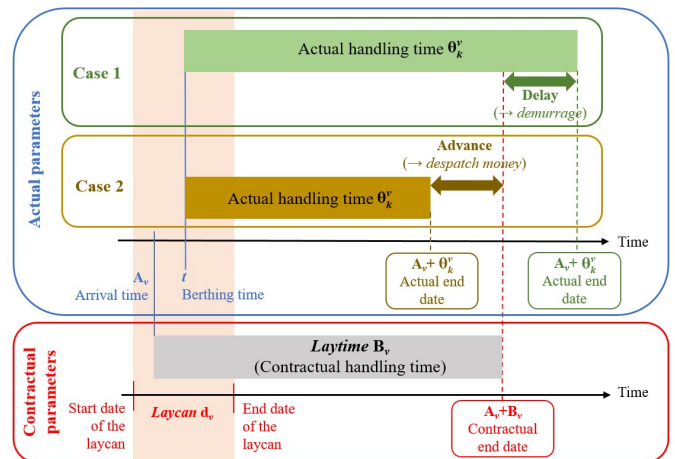 Actual parameters
Case 1
Actual handling time θₖᵛ
Delay
(→ demurrage)
Case 2
Advance
(→ despatch money)
Actual handling time θₖᵛ
Time
Aᵥ
Arrival time
t
Berthing time
Aᵥ+ θₖᵛ
Actual end
date
Aᵥ+ θₖᵛ
Actual end
date
Contractual
parameters
Laytime Bᵥ
(Contractual handling time)
Time
Start date
of the
laycan
Laycan dᵥ
End date
of the
laycan
Aᵥ+Bᵥ
Contractual
end date